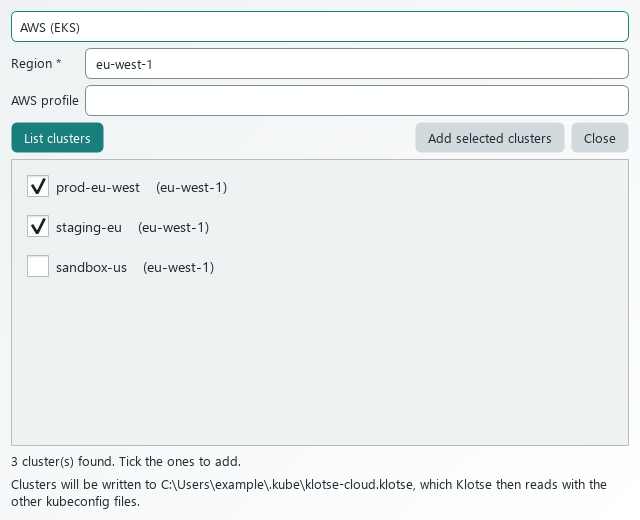 AWS (EKS)
Region * eu-west-1
AWS profile
List clusters Add selected clusters Close
prod-eu-west (eu-west-1)
staging-eu (eu-west-1)
sandbox-us (eu-west-1)
3 cluster(s) found. Tick the ones to add.
Clusters will be written to C:\Users\example\.kube\klotse-cloud.klotse, which Klotse then reads with the
other kubeconfig files.